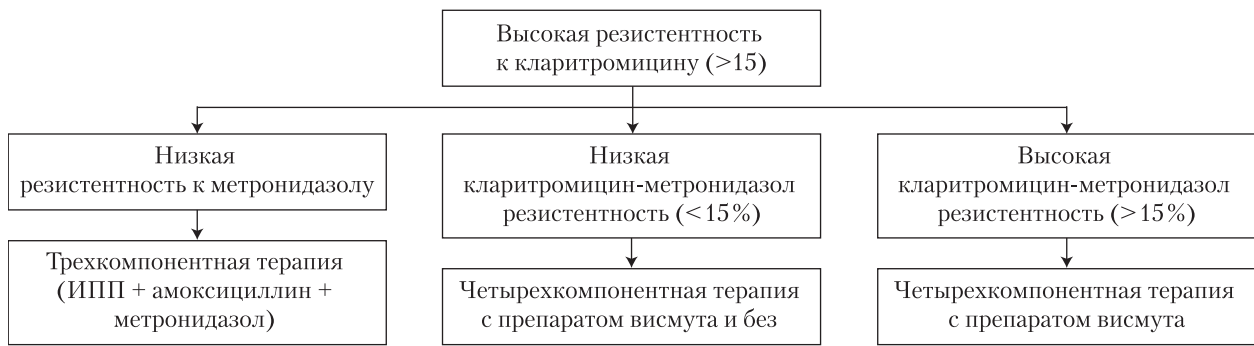 Высокая резистентность
к кларитромицину (>15)
Низкая
резистентность к метронидазолу
Низкая
кларитромицин-метронидазол
резистентность (<15%)
Высокая
кларитромицин-метронидазол
резистентность (>15%)
Трехкомпонентная терапия
(ИПП + амоксициллин +
метронидазол)
Четырехкомпонентная терапия
с препаратом висмута и без
Четырехкомпонентная терапия
с препаратом висмута